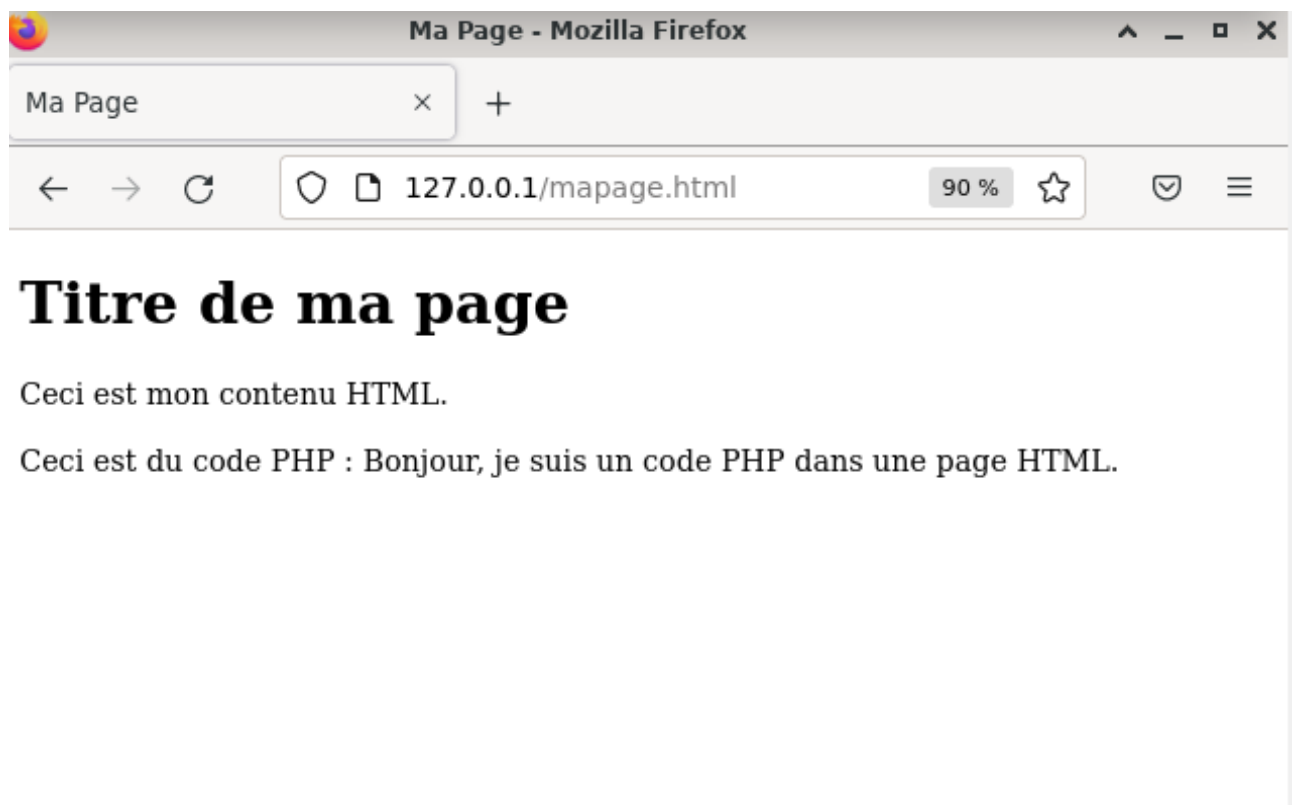 Ma Page - Mozilla Firefox
Ma Page
127.0.0.1/mapage.html 90 %
Titre de ma page
Ceci est mon contenu HTML.
Ceci est du code PHP : Bonjour, je suis un code PHP dans une page HTML.